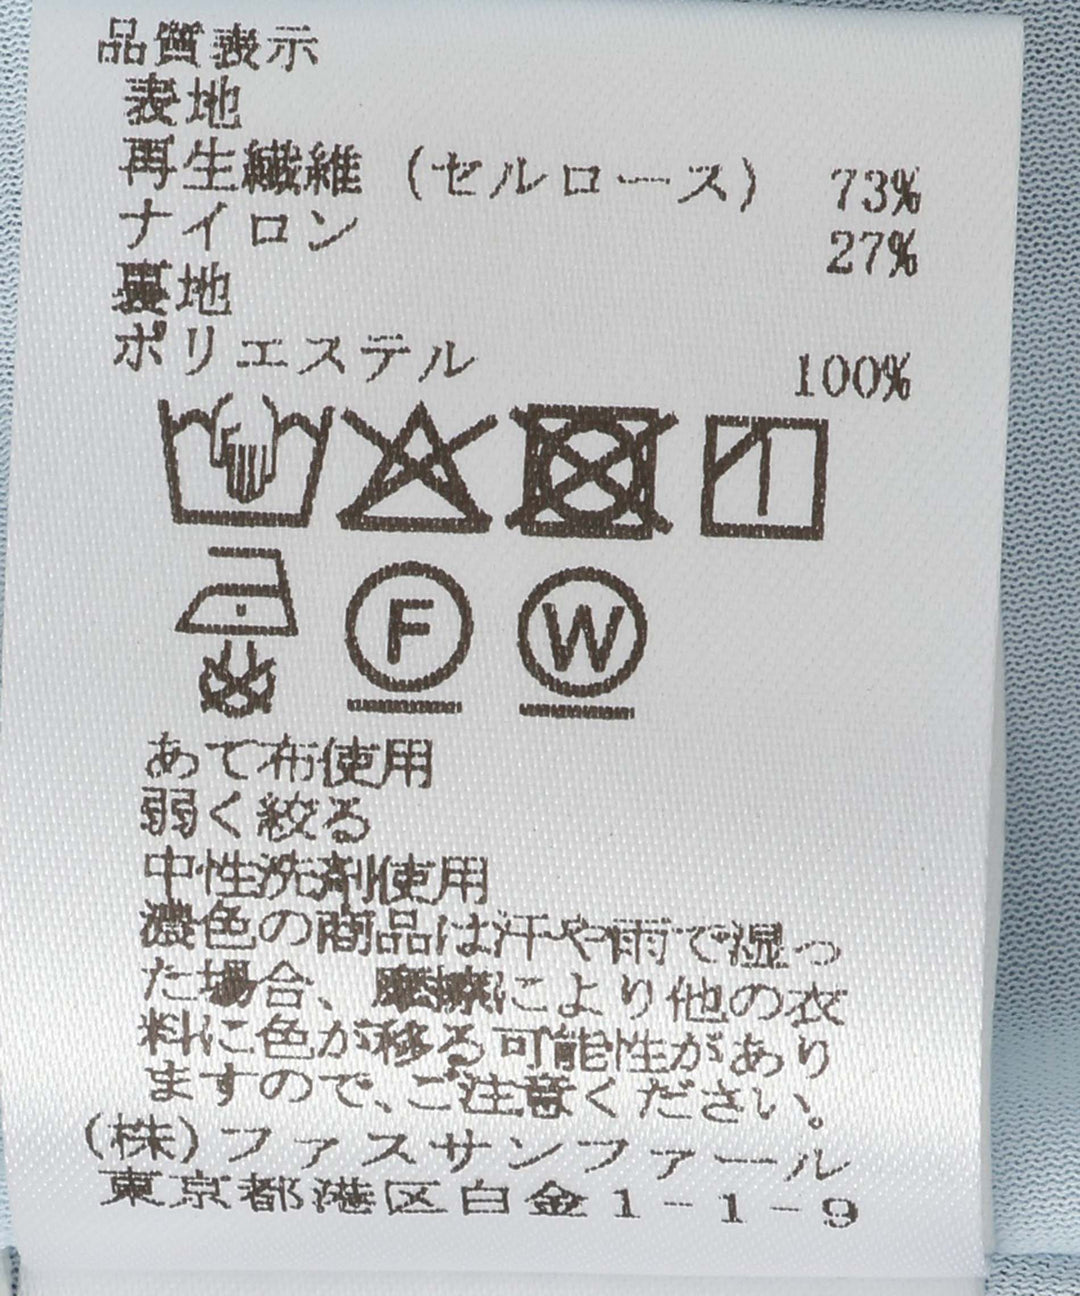 品質表示
表地
再生繊維 (セルロース) 73%
ナイロン 27%
裏地
ポリエステル 100%
F W
あて布使用
弱く絞る
中性洗剤使用
濃色の商品は汗や雨で湿っ
た場合、摩擦により他の衣
料に色が移る可能性があり
ますので、ご注意ください。
(株)ファスサンファール
東京都港区白金1-1-9